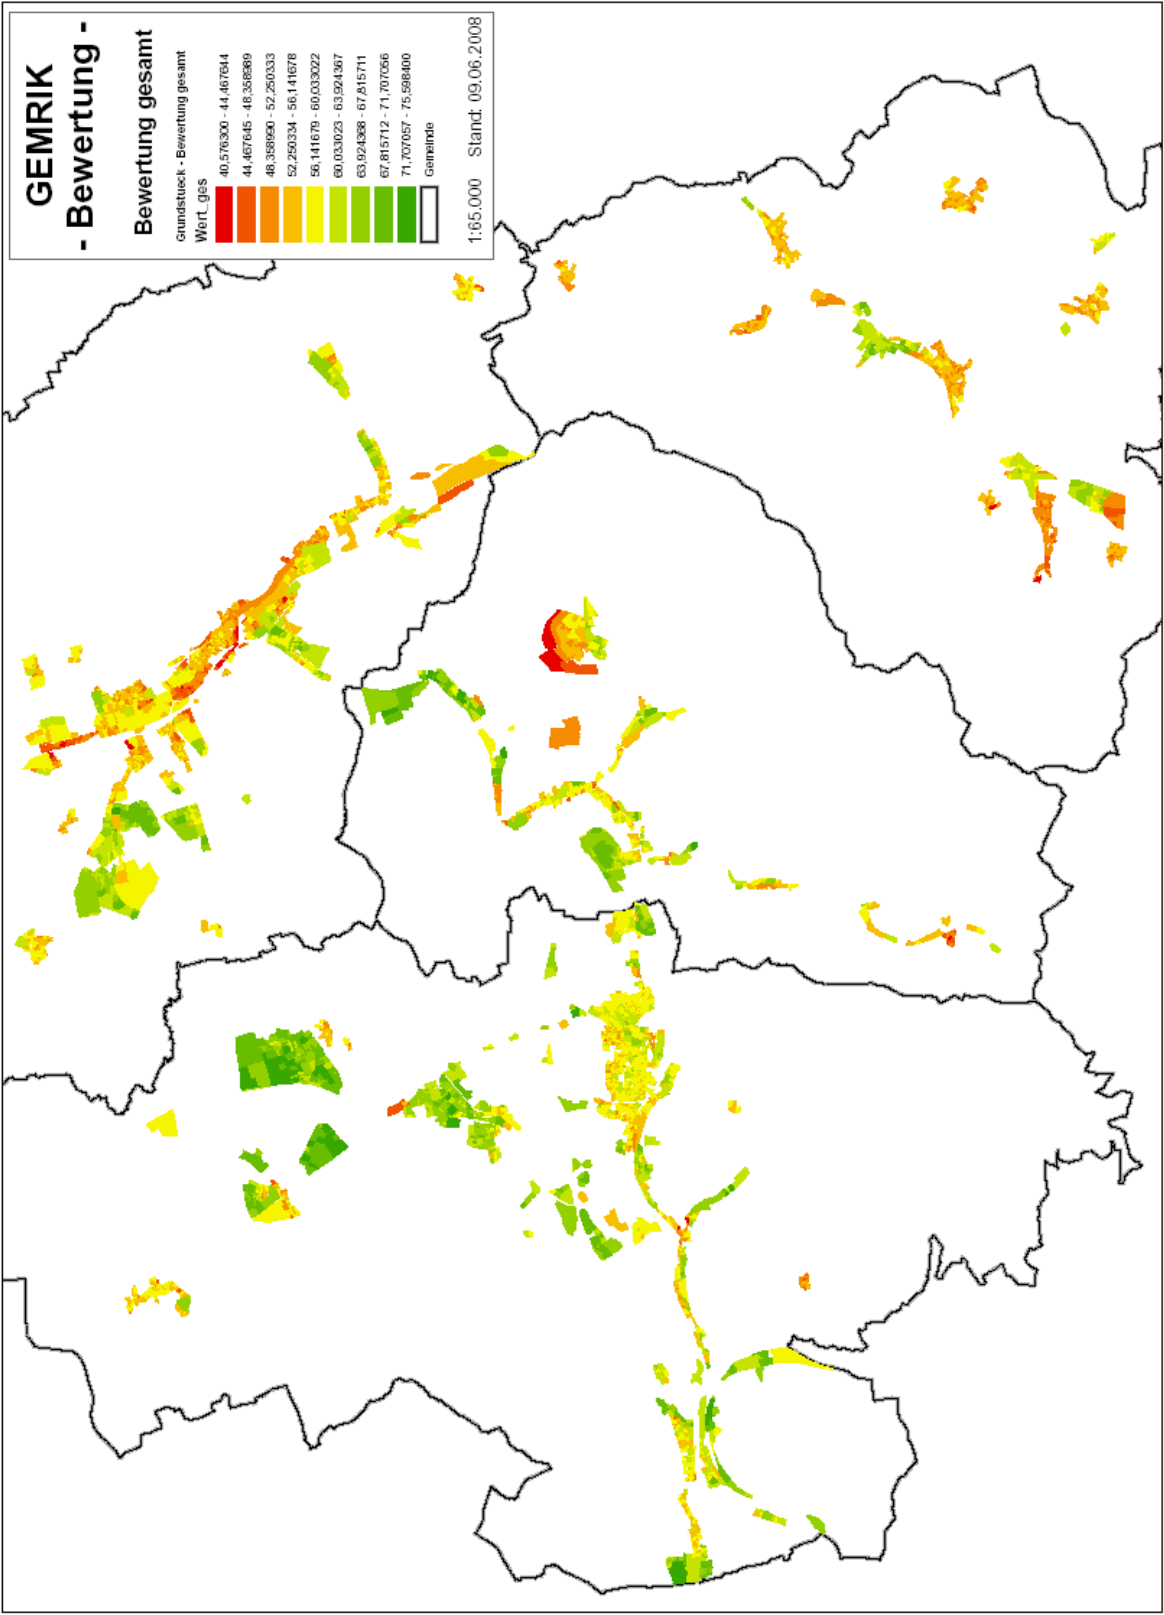 GEMRIK
- Bewertung -
Bewertung gesamt
Grundstueck - Bewertung gesamt
Wert_ges
40,576300 - 44,467644
44,467645 - 48,358989
48,358990 - 52,250333
52,250334 - 56,141678
56,141679 - 60,033022
60,033023 - 63,924367
63,924368 - 67,815711
67,815712 - 71,707056
71,707057 - 75,598400
Gemeinde
1:65.000 Stand: 09.06.2008